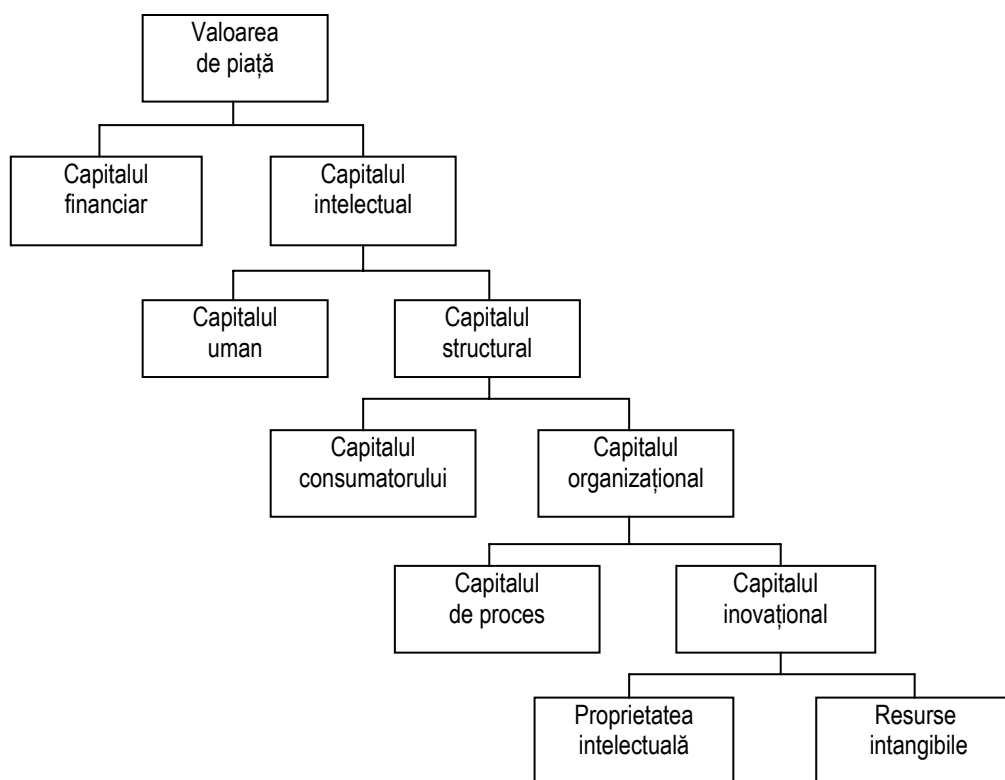 Valoarea
de piață
Capitalul
financiar
Capitalul
intelectual
Capitalul
uman
Capitalul
structural
Capitalul
consumatorului
Capitalul
organizațional
Capitalul
de proces
Capitalul
inovațional
Proprietatea
intelectuală
Resurse
intangibile